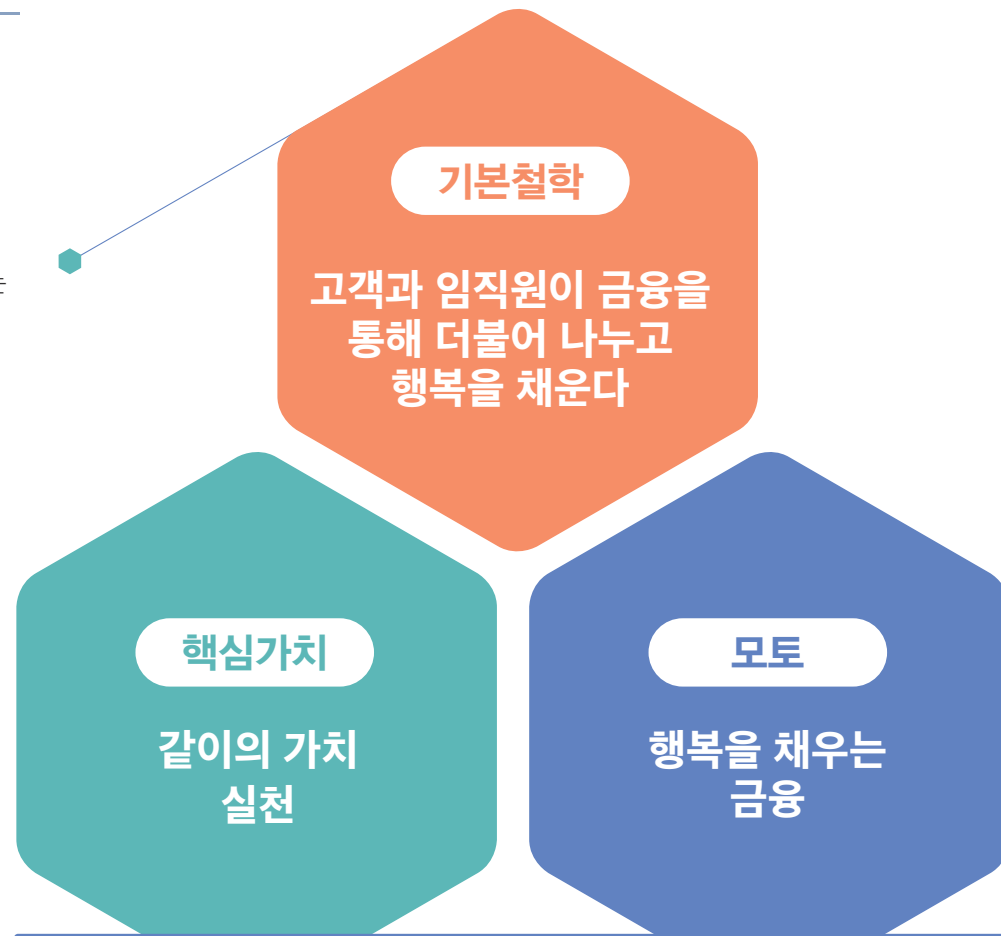 는
기본철학
고객과 임직원이 금융을
통해 더불어 나누고
행복을 채운다
핵심가치
같이의 가치
실천
모토
행복을 채우는
금융